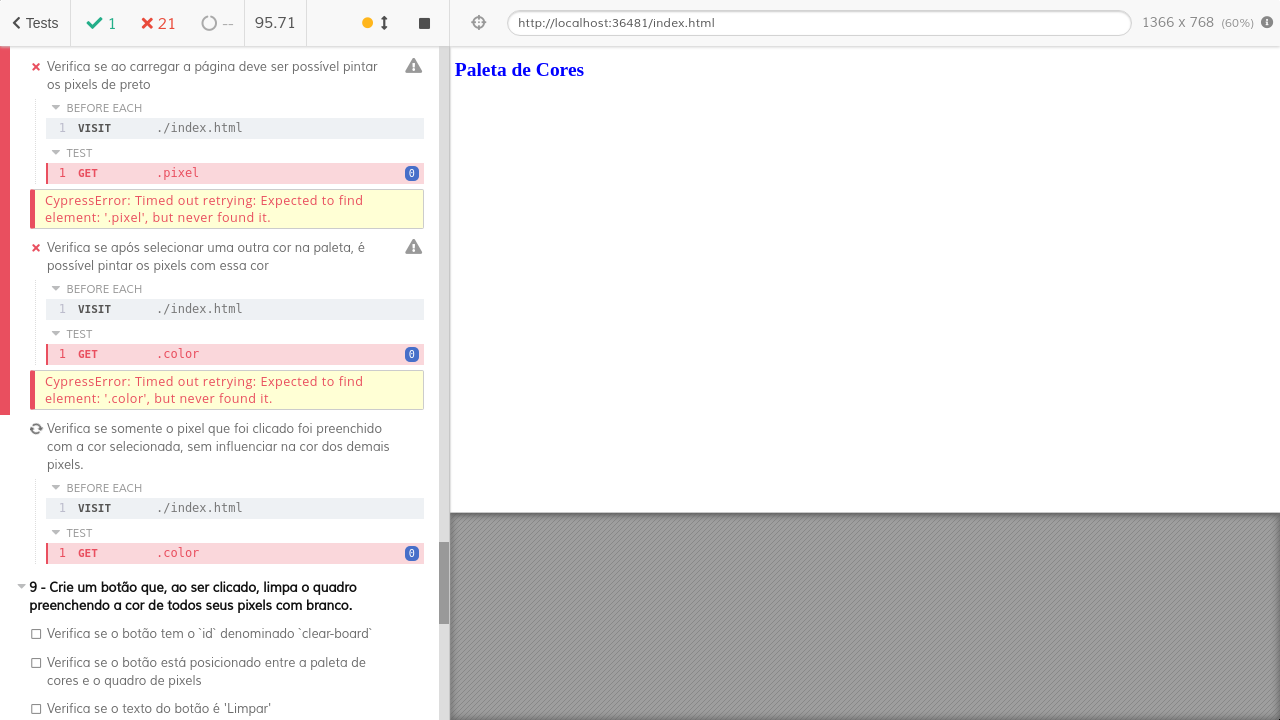 Tests 1 21 -- 95.71 http://localhost:36481/index.html 1366 x 768 (60%)
Verifica se ao carregar a página deve ser possível pintar
os pixels de preto
BEFORE EACH
1 VISIT ./index.html
TEST
1 GET .pixel 0
CypressError: Timed out retrying: Expected to find
element: '.pixel', but never found it.
Verifica se após selecionar uma outra cor na paleta, é
possível pintar os pixels com essa cor
BEFORE EACH
1 VISIT ./index.html
TEST
1 GET .color 0
CypressError: Timed out retrying: Expected to find
element: '.color', but never found it.
Verifica se somente o pixel que foi clicado foi preenchido
com a cor selecionada, sem influenciar na cor dos demais
pixels.
BEFORE EACH
1 VISIT ./index.html
TEST
1 GET .color 0
9 - Crie um botão que, ao ser clicado, limpa o quadro
preenchendo a cor de todos seus pixels com branco.
Verifica se o botão tem o `id` denominado `clear-board`
Verifica se o botão está posicionado entre a paleta de
cores e o quadro de pixels
Verifica se o texto do botão é 'Limpar'
Paleta de Cores